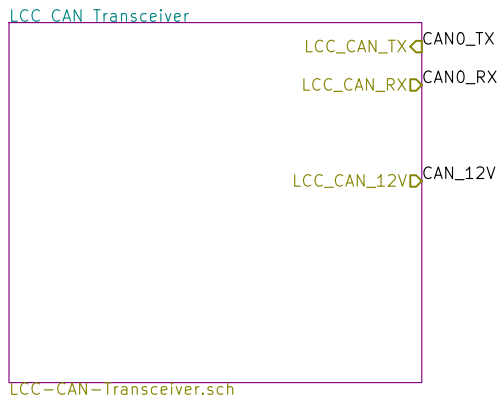 LCC CAN Transceiver
LCC_CAN_TX CAN0_TX
LCC_CAN_RX CAN0_RX
LCC_CAN_12V CAN_12V
LCC-CAN-Transceiver.sch